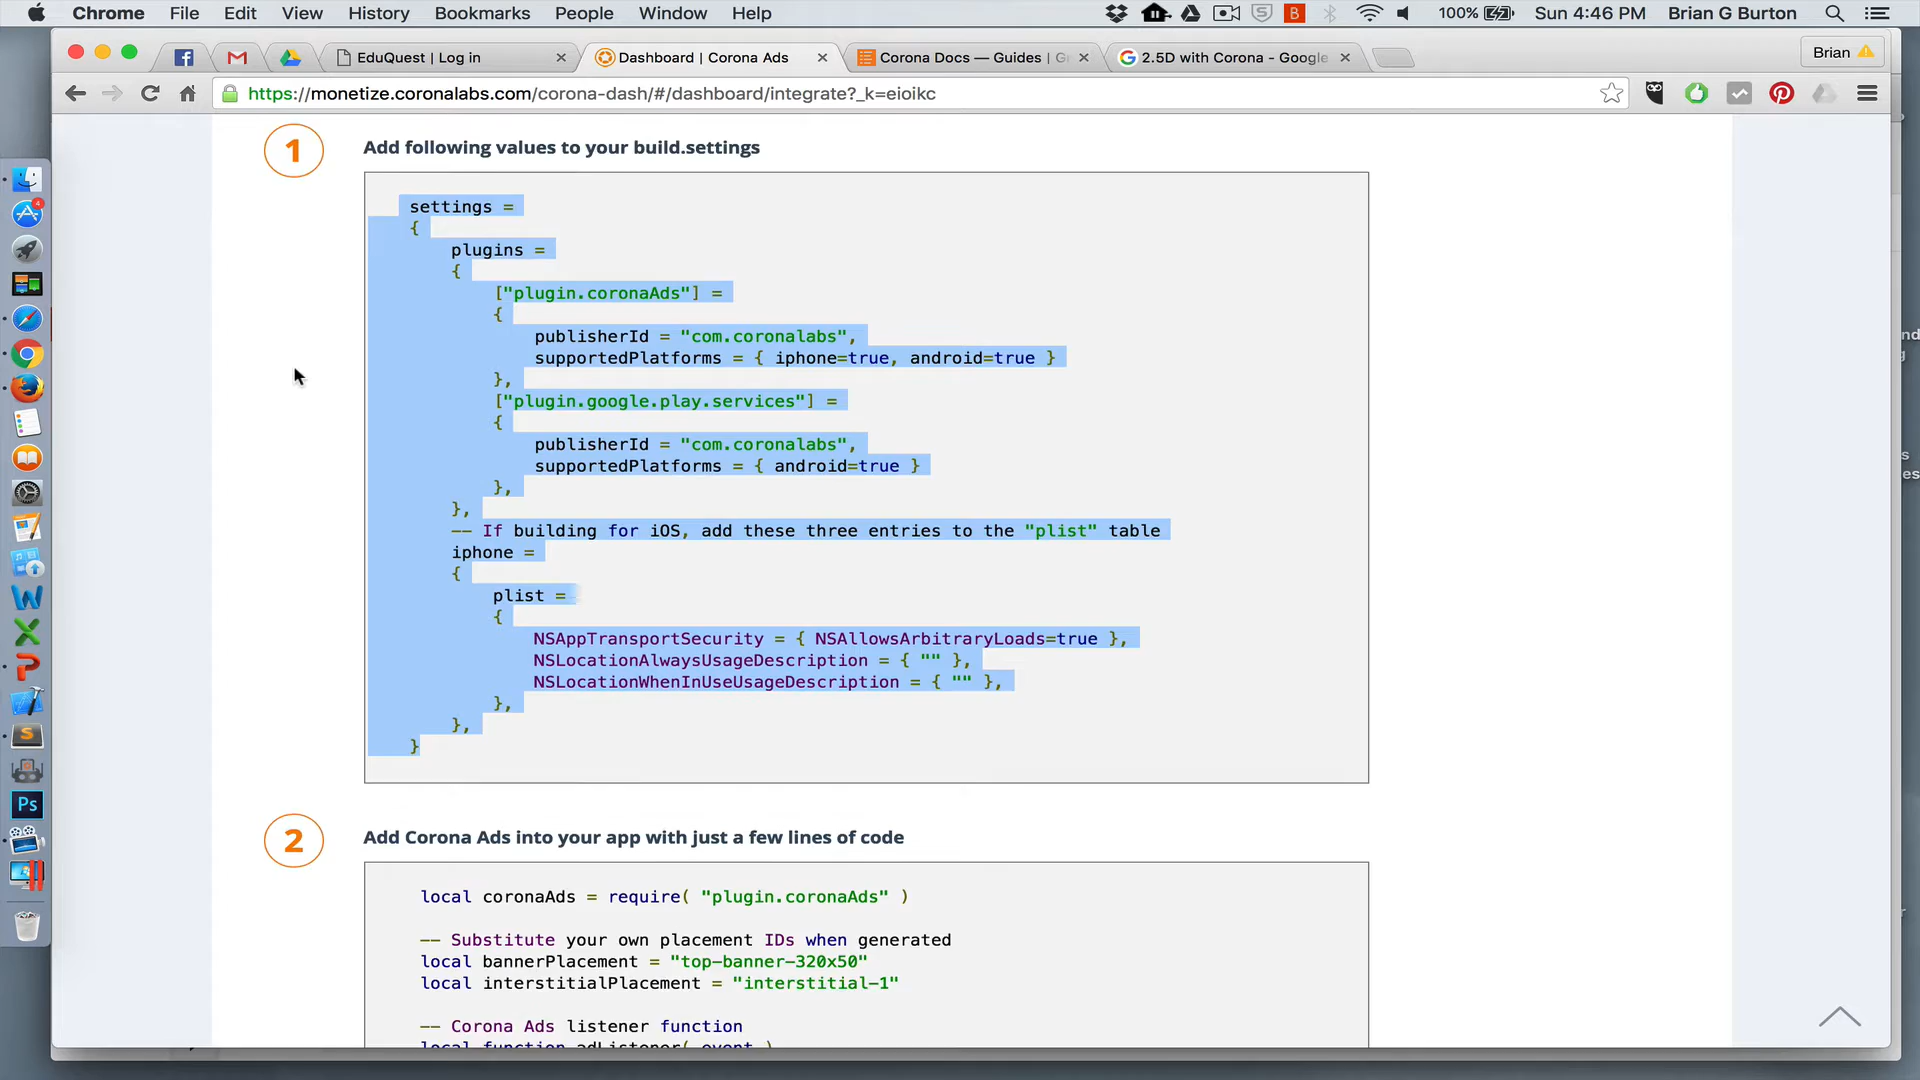 Chrome File Edit View History Bookmarks People Window Help 100% Sun 4:46 PM Brian G Burton
EduQuest | Log in
Dashboard | Corona Ads
Corona Docs — Guides | G
2.5D with Corona - Google
Brian
https://monetize.coronalabs.com/corona-dash/#/dashboard/integrate?_k=eioikc
1
Add following values to your build.settings
settings =
{
plugins =
{
["plugin.coronaAds"] =
{
publisherId = "com.coronalabs",
supportedPlatforms = { iphone=true, android=true }
},
["plugin.google.play.services"] =
{
publisherId = "com.coronalabs",
supportedPlatforms = { android=true }
},
},
-- If building for iOS, add these three entries to the "plist" table
iphone =
{
plist =
{
NSAppTransportSecurity = { NSAllowsArbitraryLoads=true },
NSLocationAlwaysUsageDescription = { "" },
NSLocationWhenInUseUsageDescription = { "" },
},
},
}
2
Add Corona Ads into your app with just a few lines of code
local coronaAds = require( "plugin.coronaAds" )
-- Substitute your own placement IDs when generated
local bannerPlacement = "top-banner-320x50"
local interstitialPlacement = "interstitial-1"
-- Corona Ads listener function
local function adListener( event )
4
Ps